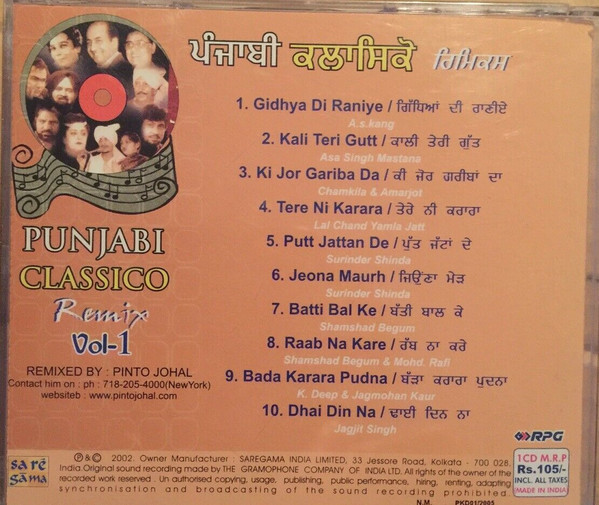 ਪੰਜਾਬੀ ਕਲਾਸਿਕੋ ਰਿਮਿਕਸ
1. Gidhya Di Raniye / ਗਿੱਧਿਆਂ ਦੀ ਰਾਣੀਏ
A.s.kang
2. Kali Teri Gutt / ਕਾਲੀ ਤੇਰੀ ਗੁੱਤ
Asa Singh Mastana
3. Ki Jor Gariba Da / ਕੀ ਜੋਰ ਗਰੀਬਾਂ ਦਾ
Chamkila & Amarjot
4. Tere Ni Karara / ਤੇਰੇ ਨੀ ਕਰਾਰਾ
Lal Chand Yamla Jatt
5. Putt Jattan De / ਪੁੱਤ ਜੱਟਾਂ ਦੇ
Surinder Shinda
6. Jeona Maurh / ਜਿਉਂਣਾ ਮੋੜ
Surinder Shinda
7. Batti Bal Ke / ਬੱਤੀ ਬਾਲ ਕੇ
Shamshad Begum
8. Raab Na Kare / ਰੱਬ ਨਾ ਕਰੇ
Shamshad Begum & Mohd. Rafi
9. Bada Karara Pudna / ਬੱੜਾ ਕਰਾਰਾ ਪੁਦਨਾ
K. Deep & Jagmohan Kaur
10. Dhai Din Na / ਢਾਈ ਦਿਨ ਨਾ
Jagjit Singh
PUNJABI
CLASSICO
Remix
Vol-1
REMIXED BY : PINTO JOHAL
Contact him on : ph : 718-205-4000(NewYork)
websiteb : www.pintojohal.com
sa re
gama
℗ & © 2002. Owner Manufacturer : SAREGAMA INDIA LIMITED, 33 Jessore Road, Kolkata - 700 028,
India.Original sound recording made by THE GRAMOPHONE COMPANY OF INDIA LTD. All rights of the owner of the
recorded work reserved . Un authorised copying, usage, publishing, public performance, hiring, renting, adapting
synchronisation and broadcasting of the sound recording prohibited.
N.M. PKD01/2005
RPG
1 CD M.R.P
Rs.105/-
INCL. ALL TAXES
MADE IN INDIA